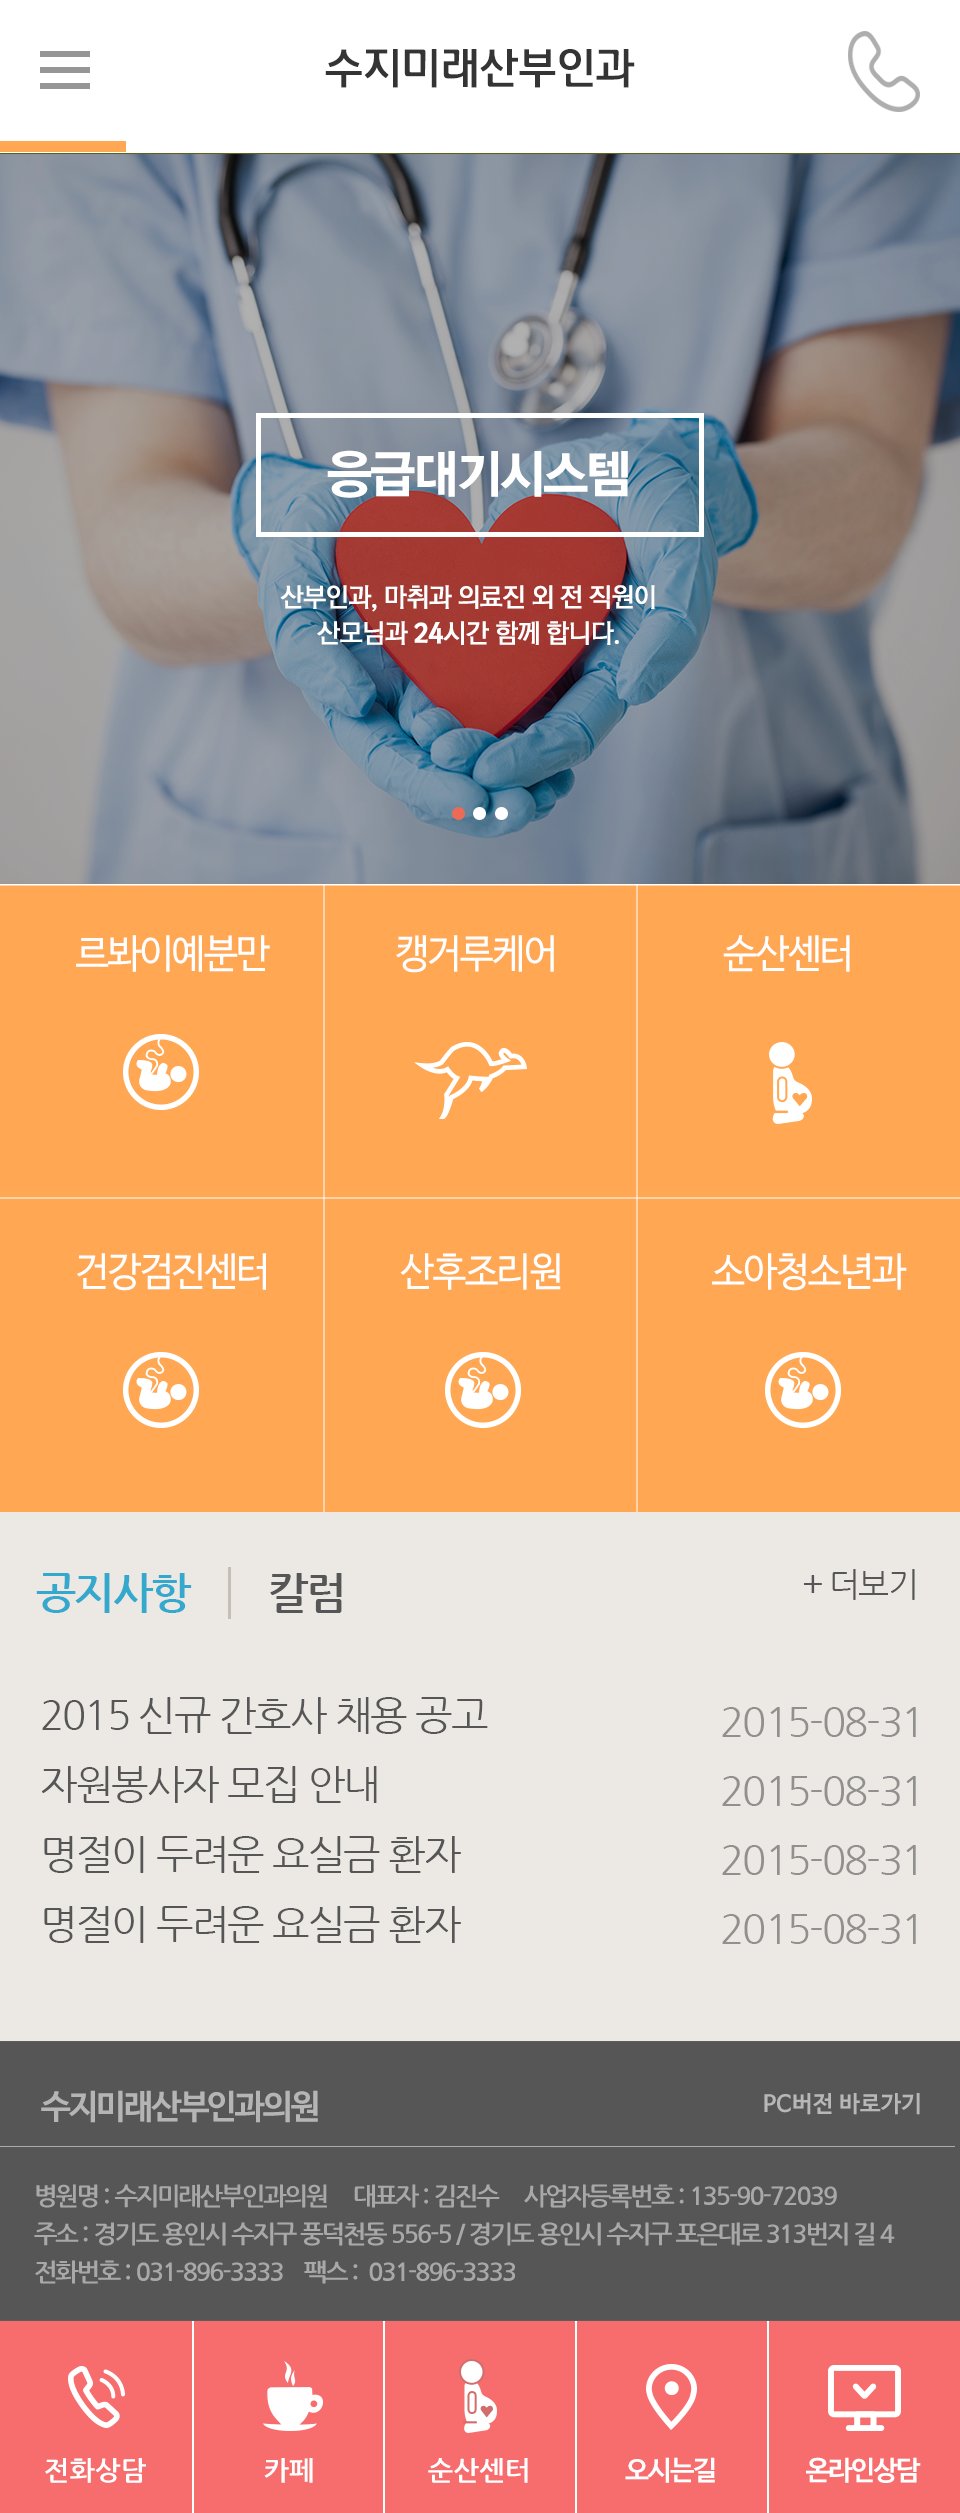 수지미래산부인과
응급대기시스템
산부인과, 마취과 의료진 외 전 직원이
산모님과 24시간 함께 합니다.
르봐이예분만
캥거루케어
순산센터
건강검진센터
산후조리원
소아청소년과
공지사항
칼럼
+ 더보기
2015 신규 간호사 채용 공고
2015-08-31
자원봉사자 모집 안내
2015-08-31
명절이 두려운 요실금 환자
2015-08-31
명절이 두려운 요실금 환자
2015-08-31
수지미래산부인과의원
PC버전 바로가기
병원명 : 수지미래산부인과의원 대표자 : 김진수 사업자등록번호 : 135-90-72039
주소 : 경기도 용인시 수지구 풍덕천동 556-5 / 경기도 용인시 수지구 포은대로 313번지 길 4
전화번호 : 031-896-3333 팩스 : 031-896-3333
전화상담
카페
순산센터
오시는길
온라인상담